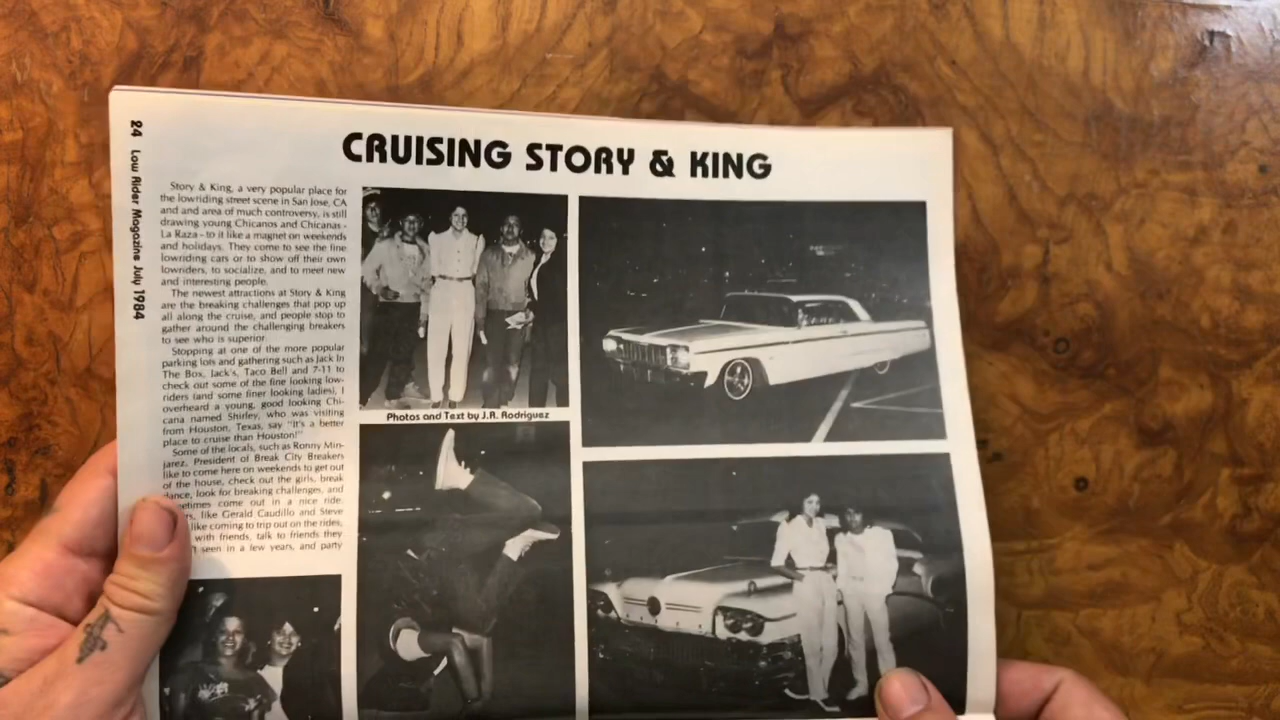 24 Low Rider Magazine July 1984
CRUISING STORY & KING
Story & King, a very popular place for
the lowriding street scene in San Jose, CA
and and area of much controversy, is still
drawing young Chicanos and Chicanas -
La Raza - to it like a magnet on weekends
and holidays. They come to see the fine
lowriding cars or to show off their own
lowriders, to socialize, and to meet new
and interesting people.
The newest attractions at Story & King
are the breaking challenges that pop up
all along the cruise, and people stop to
gather around the challenging breakers
to see who is superior.
Stopping at one of the more popular
parking lots and gathering such as Jack In
The Box, Jack's, Taco Bell and 7-11 to
check out some of the fine looking low-
riders (and some finer looking ladies), I
overheard a young, good looking Chi-
cana named Shirley, who was visiting
from Houston, Texas, say "it's a better
place to cruise than Houston!"
Some of the locals, such as Ronny Min-
jarez, President of Break City Breakers
like to come here on weekends to get out
of the house, check out the girls, break
dance, look for breaking challenges, and
etimes come out in a nice ride.
rs, like Gerald Caudillo and Steve
like coming to trip out on the rides,
with friends, talk to friends they
t seen in a few years, and party
Photos and Text by J.R. Rodriguez